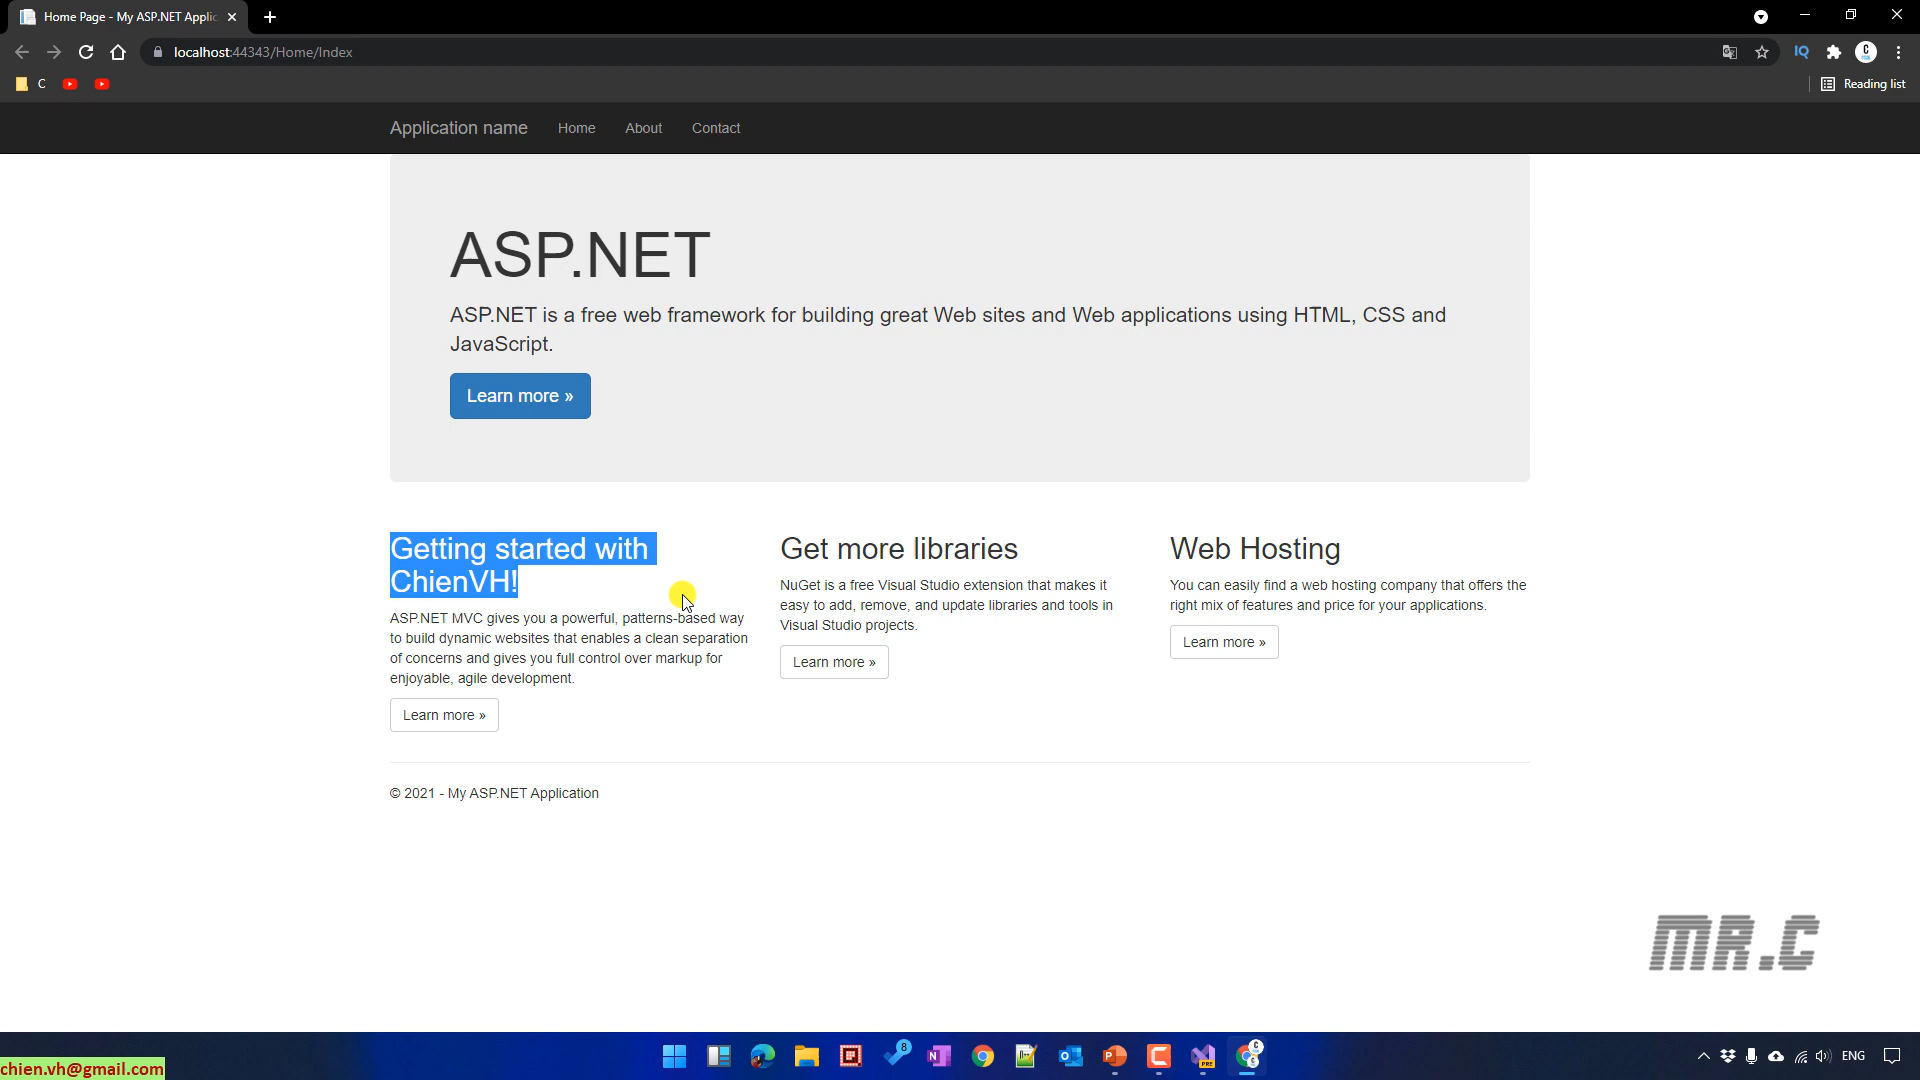 Home Page - My ASP.NET Applic
localhost:44343/Home/Index
IQ
C
Reading list
Application name
Home
About
Contact
ASP.NET
ASP.NET is a free web framework for building great Web sites and Web applications using HTML, CSS and
JavaScript.
Learn more »
Getting started with
ChienVH!
ASP.NET MVC gives you a powerful, patterns-based way
to build dynamic websites that enables a clean separation
of concerns and gives you full control over markup for
enjoyable, agile development.
Learn more »
Get more libraries
NuGet is a free Visual Studio extension that makes it
easy to add, remove, and update libraries and tools in
Visual Studio projects.
Learn more »
Web Hosting
You can easily find a web hosting company that offers the
right mix of features and price for your applications.
Learn more »
© 2021 - My ASP.NET Application
MR.C
chien.vh@gmail.com
8
ENG